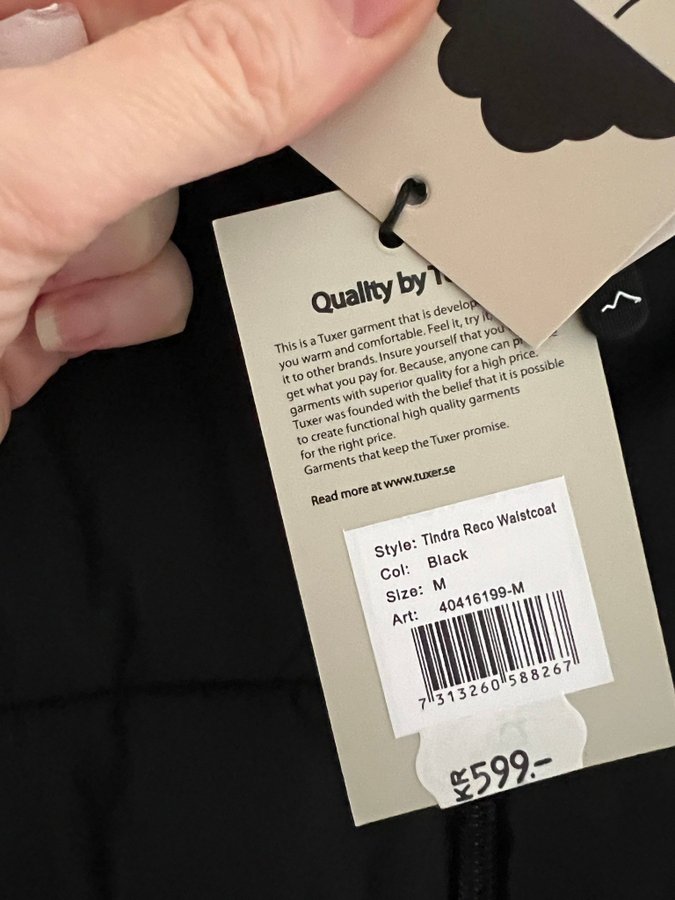 Quality by
This is a Tuxer garment that is
you warm and comfortable. Feel it, try it,
it to other brands. Insure yourself that you
get what you pay for. Because, anyone can
garments with superior quality for a high price.
Tuxer was founded with the belief that it is possible
to create functional high quality garments
for the right price.
Garments that keep the Tuxer promise.
Read more at www.tuxer.se
Style: Tindra Reco Waistcoat
Col: Black
Size: M
Art: 40416199-M
7 313260 588267
KR 599.-